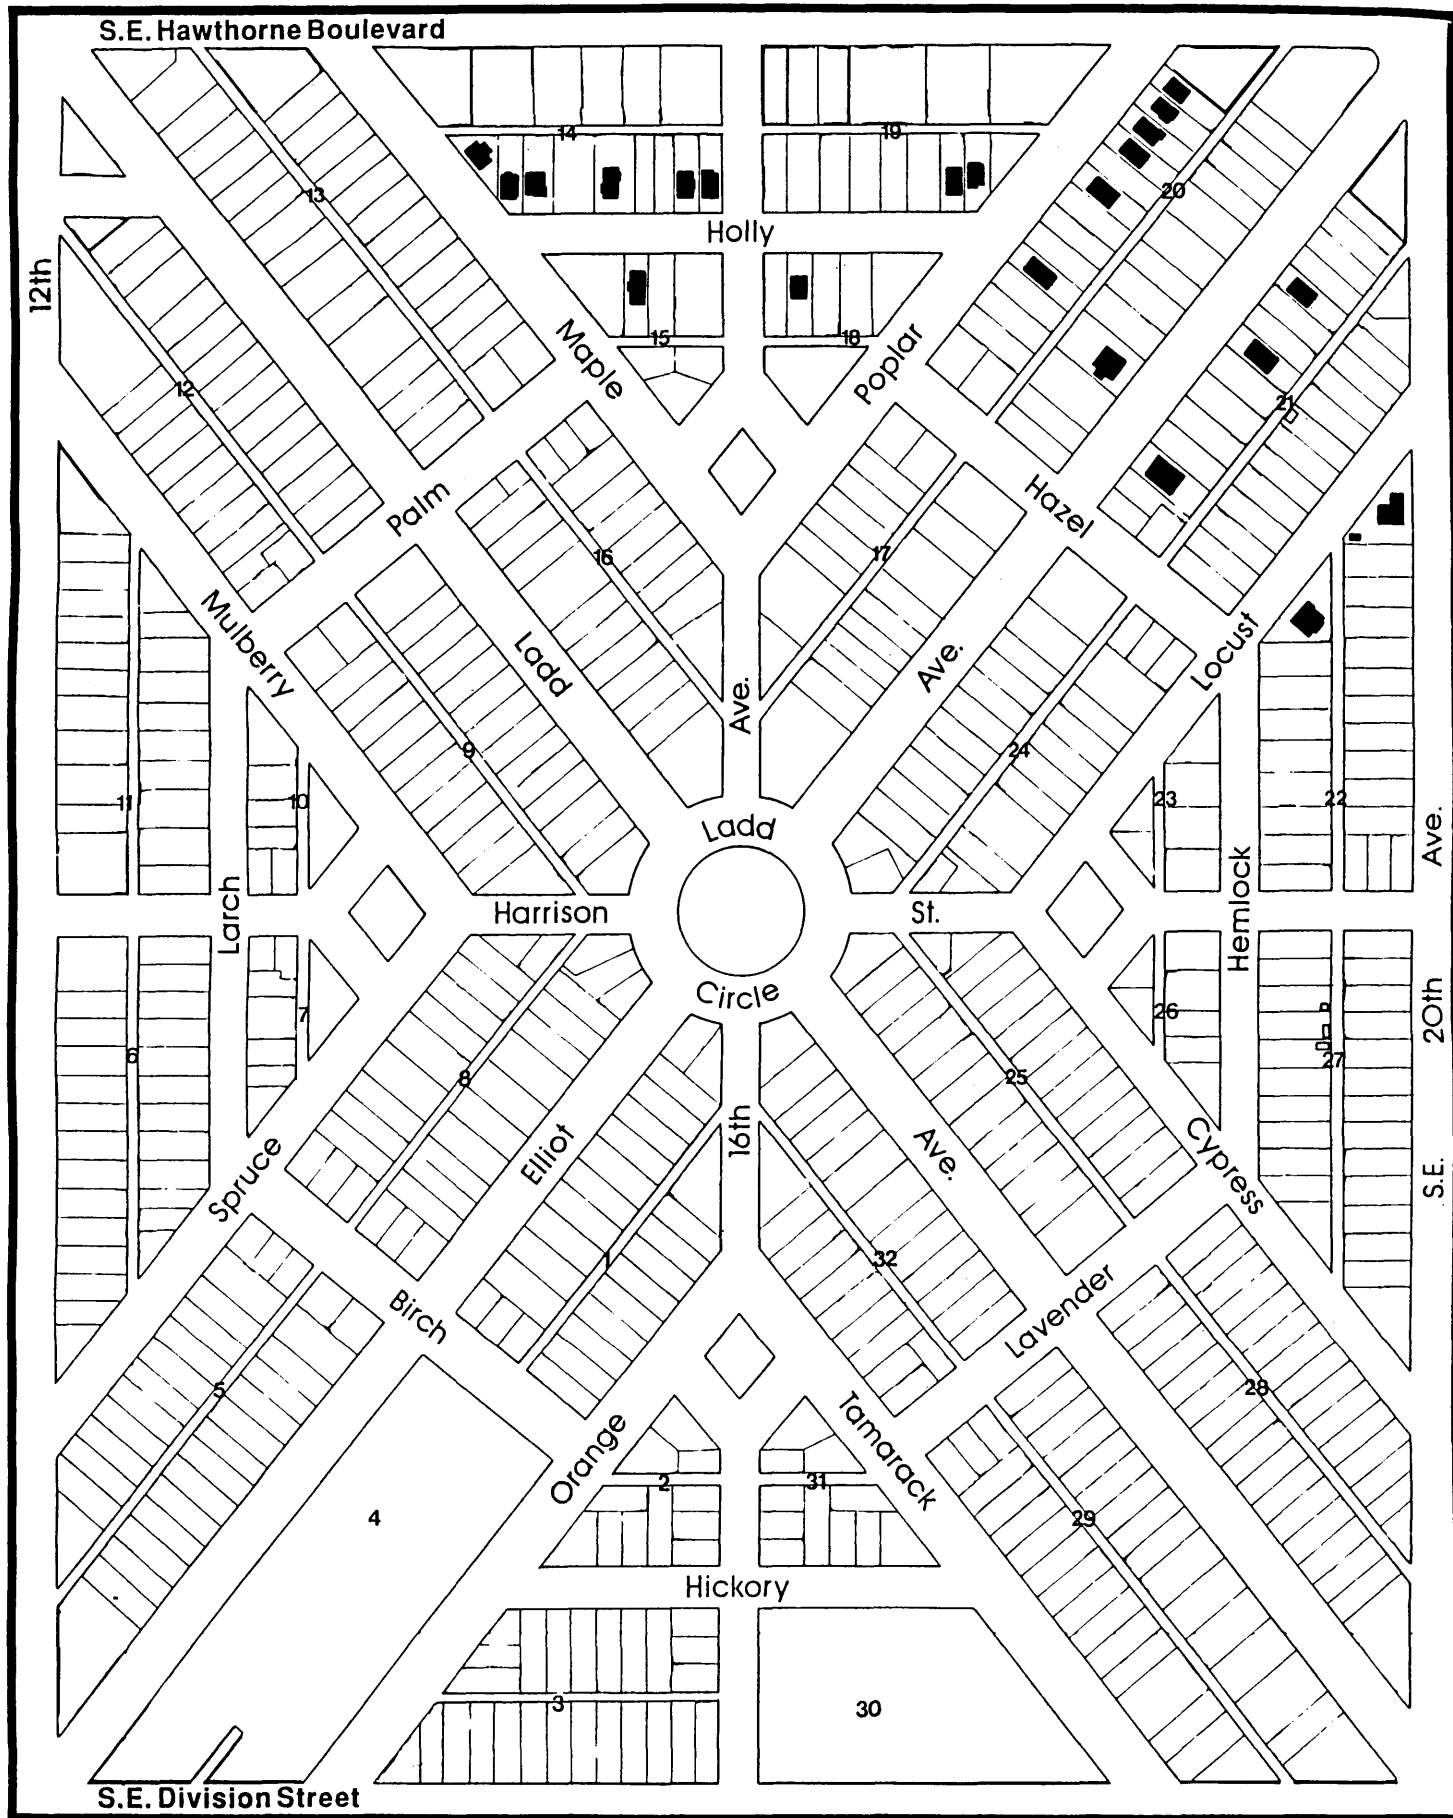 S.E. Hawthorne Boulevard
14
19
13
20
Holly
12th
15
18
Maple
Poplar
12
21
Palm
Hazel
16
17
Mulberry
Ladd
Ave.
Locust
Ave.
9
24
11
10
23
22
Ladd
Ave.
Larch
Harrison
St.
Hemlock
Circle
7
26
20th
6
27
8
25
16th
Elliot
Ave.
Cypress
Spruce
S.E.
1
32
Birch
Lavender
5
28
Orange
Tamarack
2
31
4
29
Hickory
3
30
S.E. Division Street